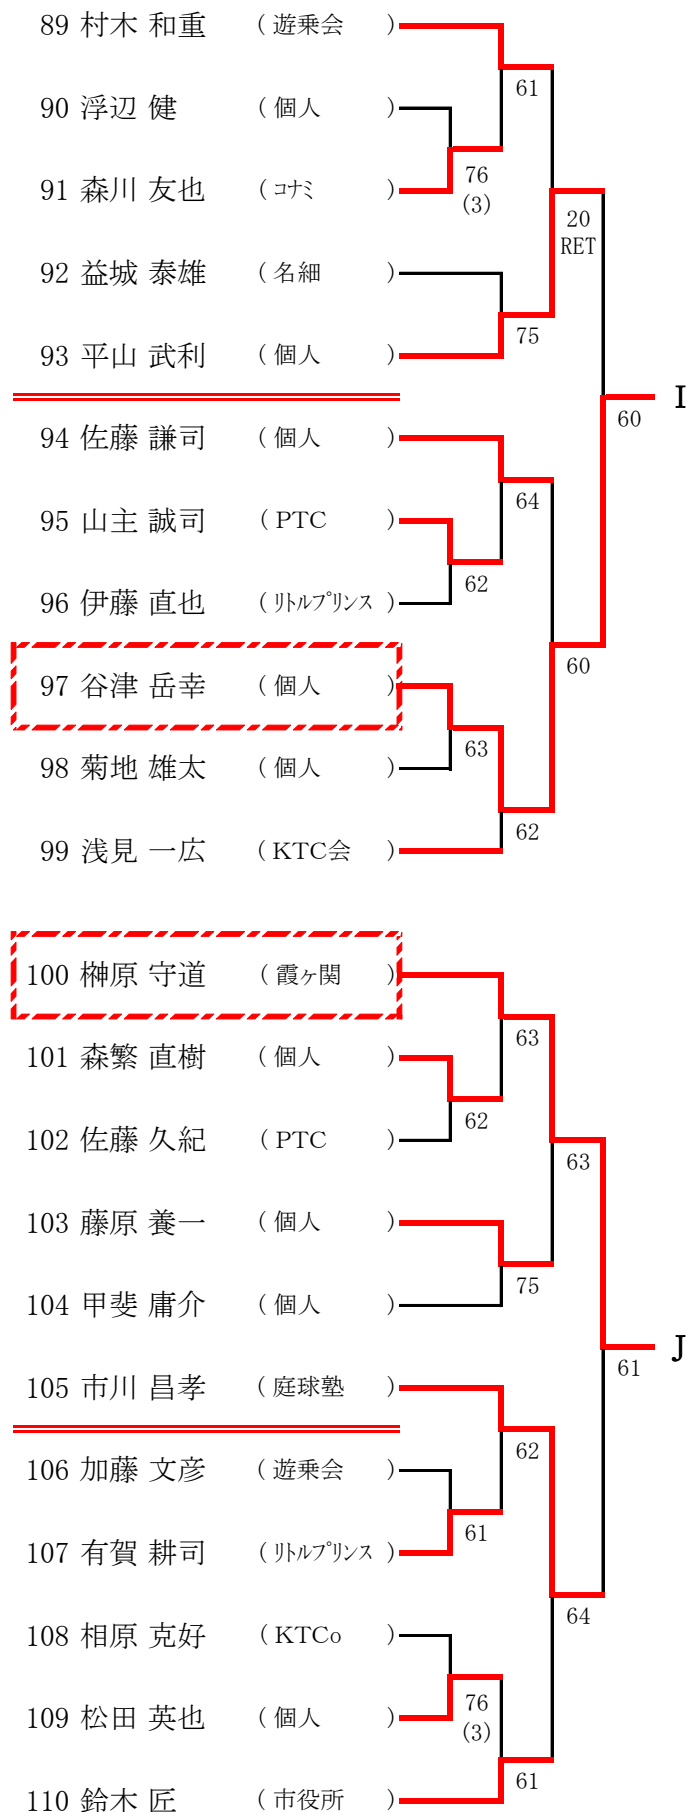 89 村木 和重 （ 遊乗会 ）
61
90 浮辺 健 （ 個人 ）
76
(3)
91 森川 友也 （ コナミ ）
20
RET
92 益城 泰雄 （ 名細 ）
75
93 平山 武利 （ 個人 ）
I
60
94 佐藤 謙司 （ 個人 ）
64
95 山主 誠司 （ PTC ）
62
96 伊藤 直也 （ リトルプリンス ）
60
97 谷津 岳幸 （ 個人 ）
63
98 菊地 雄太 （ 個人 ）
62
99 浅見 一広 （ KTC会 ）
100 榊原 守道 （ 霞ヶ関 ）
63
101 森繁 直樹 （ 個人 ）
62
102 佐藤 久紀 （ PTC ）
63
103 藤原 養一 （ 個人 ）
75
104 甲斐 庸介 （ 個人 ）
J
61
105 市川 昌孝 （ 庭球塾 ）
62
106 加藤 文彦 （ 遊乗会 ）
61
107 有賀 耕司 （ リトルプリンス ）
64
108 相原 克好 （ KTCo ）
76
(3)
109 松田 英也 （ 個人 ）
61
110 鈴木 匠 （ 市役所 ）